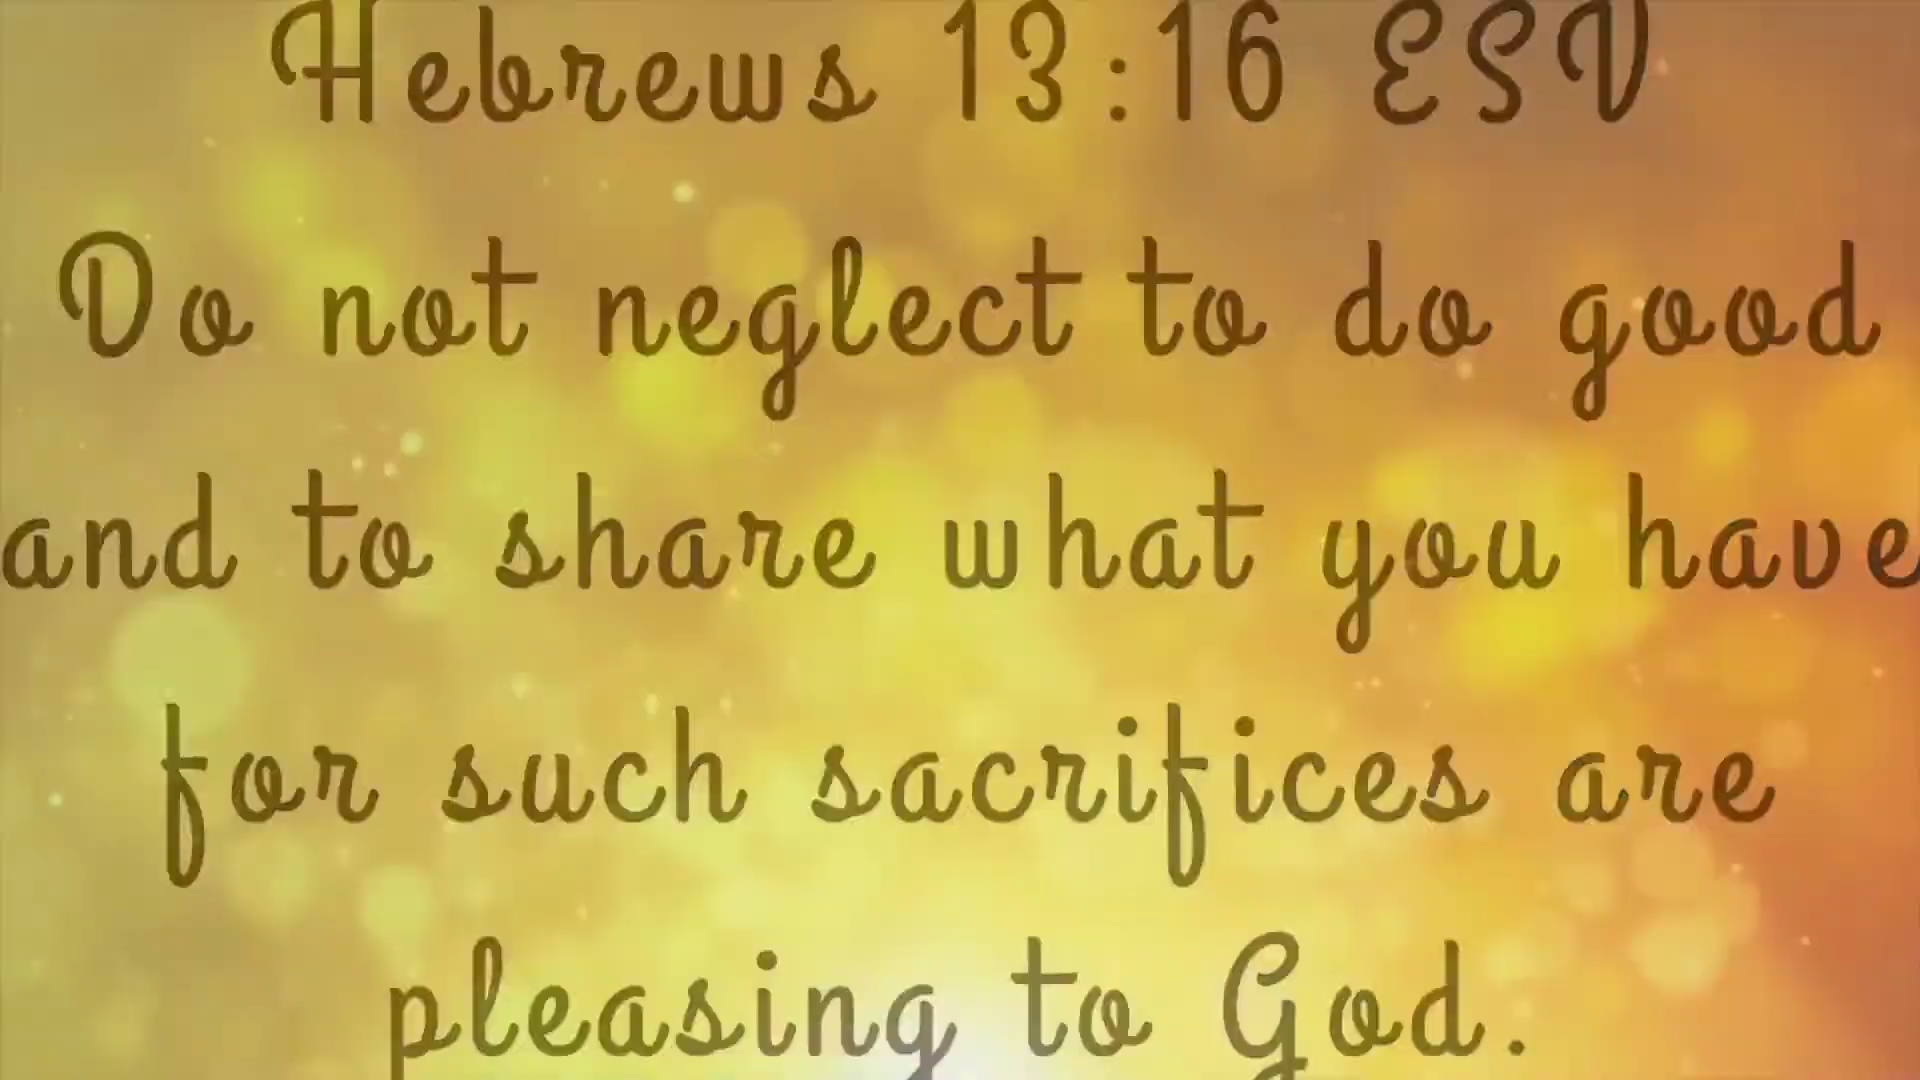 Hebrews 13:16 ESV
Do not neglect to do good
and to share what you have
for such sacrifices are
pleasing to God.